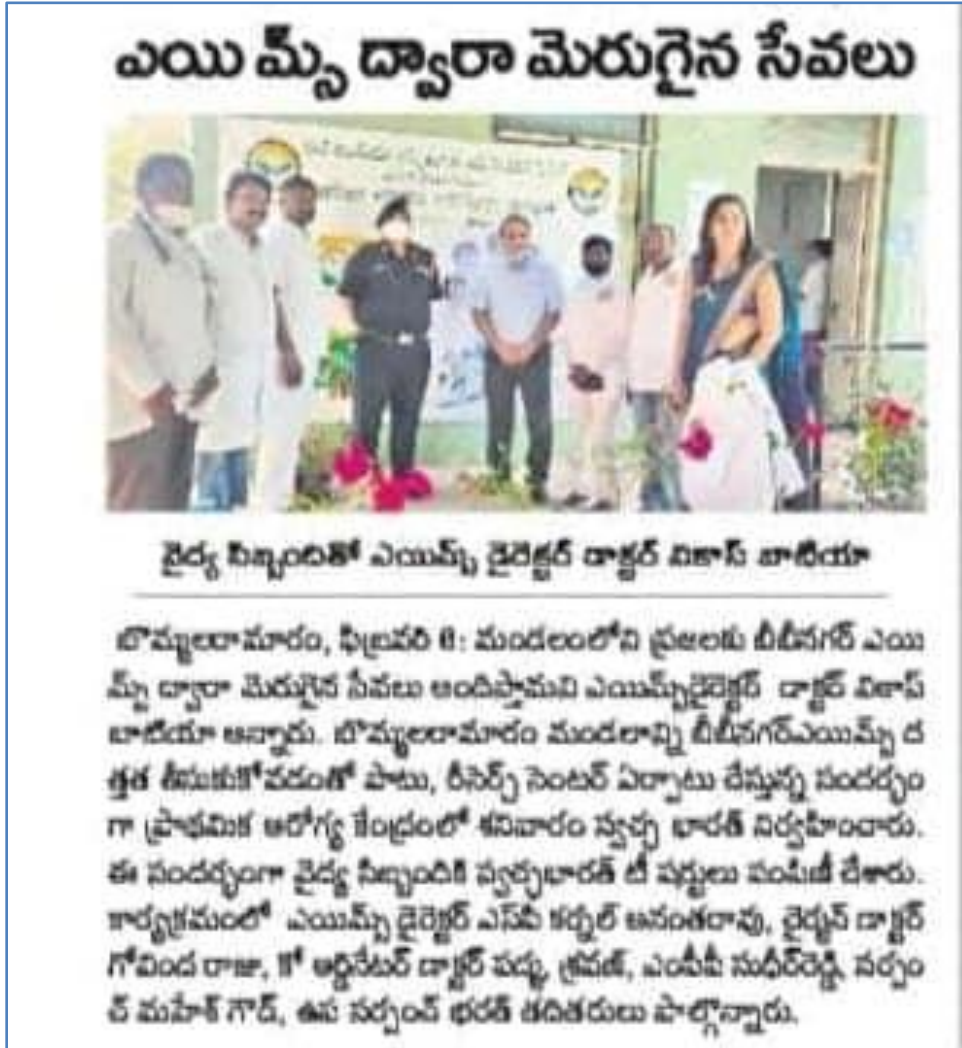 ఎయి మ్స్ ద్వారా మెరుగైన సేవలు
వైద్య సిబ్బందితో ఎయిమ్స్ డైరెక్టర్ డాక్టర్ వికాస్ బాటియా
బొమ్మలరామారం, ఫిబ్రవరి 6: మండలంలోని ప్రజలకు బీబీనగర్ ఎయి
మ్స్ ద్వారా మెరుగైన సేవలు అందిస్తామని ఎయిమ్స్‌డైరెక్టర్ డాక్టర్ వికాస్
బాటియా అన్నారు. బొమ్మలరామారం మండలాన్ని బీబీనగర్‌ఎయిమ్స్ ద
త్తత తీసుకుకోవడంతో పాటు, రీసెర్చ్ సెంటర్ ఏర్పాటు చేస్తున్న సందర్భం
గా ప్రాథమిక ఆరోగ్య కేంద్రంలో శనివారం స్వచ్ఛ భారత్ నిర్వహించారు.
ఈ సందర్భంగా వైద్య సిబ్బందికి స్వచ్ఛభారత్ టీ షర్టులు పంపిణీ చేశారు.
కార్యక్రమంలో ఎయిమ్స్ డైరెక్టర్ ఎస్‌పీ కర్నల్ అనంతరావు, చైర్మన్ డాక్టర్
గోవింద రాజు, కో ఆర్డినేటర్ డాక్టర్ పద్మ, శ్రవణ్, ఎంపీపీ సుధీర్‌రెడ్డి, సర్పం
చ్ మహేశ్ గౌడ్, ఉప సర్పంచ్ భరత్ తదితరులు పాల్గొన్నారు.